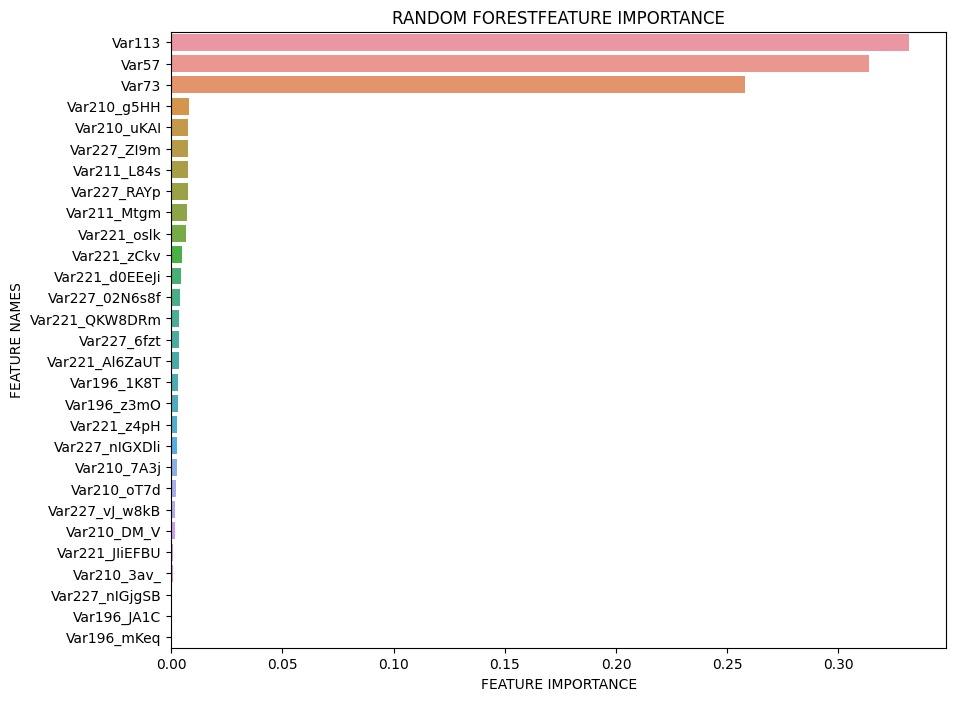 RANDOM FORESTFEATURE IMPORTANCE
Var113
Var57
Var73
Var210_g5HH
Var210_uKAI
Var227_ZI9m
Var211_L84s
Var227_RAYp
Var211_Mtgm
Var221_oslk
Var221_zCkv
Var221_d0EEeJi
Var227_02N6s8f
Var221_QKW8DRm
Var227_6fzt
Var221_Al6ZaUT
Var196_1K8T
Var196_z3mO
Var221_z4pH
Var227_nIGXDli
Var210_7A3j
Var210_oT7d
Var227_vJ_w8kB
Var210_DM_V
Var221_JIiEFBU
Var210_3av_
Var227_nIGjgSB
Var196_JA1C
Var196_mKeq
FEATURE NAMES
0.00 0.05 0.10 0.15 0.20 0.25 0.30
FEATURE IMPORTANCE